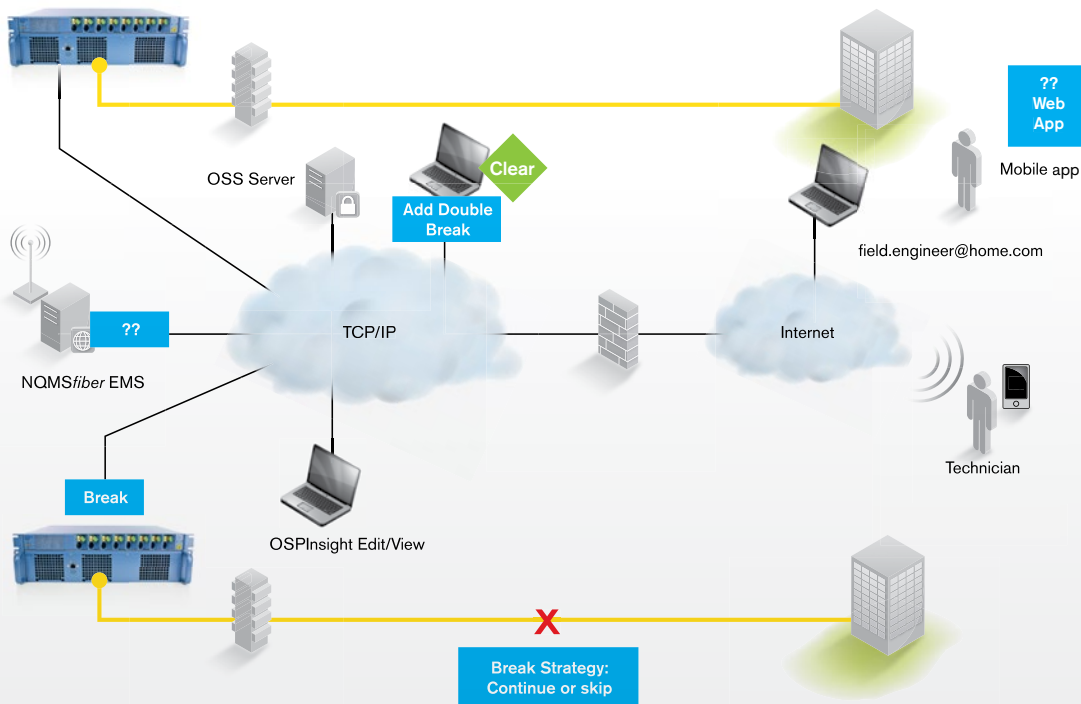 ??
Web
App
Mobile app
OSS Server
Clear
Add Double
Break
field.engineer@home.com
??
TCP/IP
Internet
NQMSfiber EMS
Technician
Break
OSPInsight Edit/View
X
Break Strategy:
Continue or skip